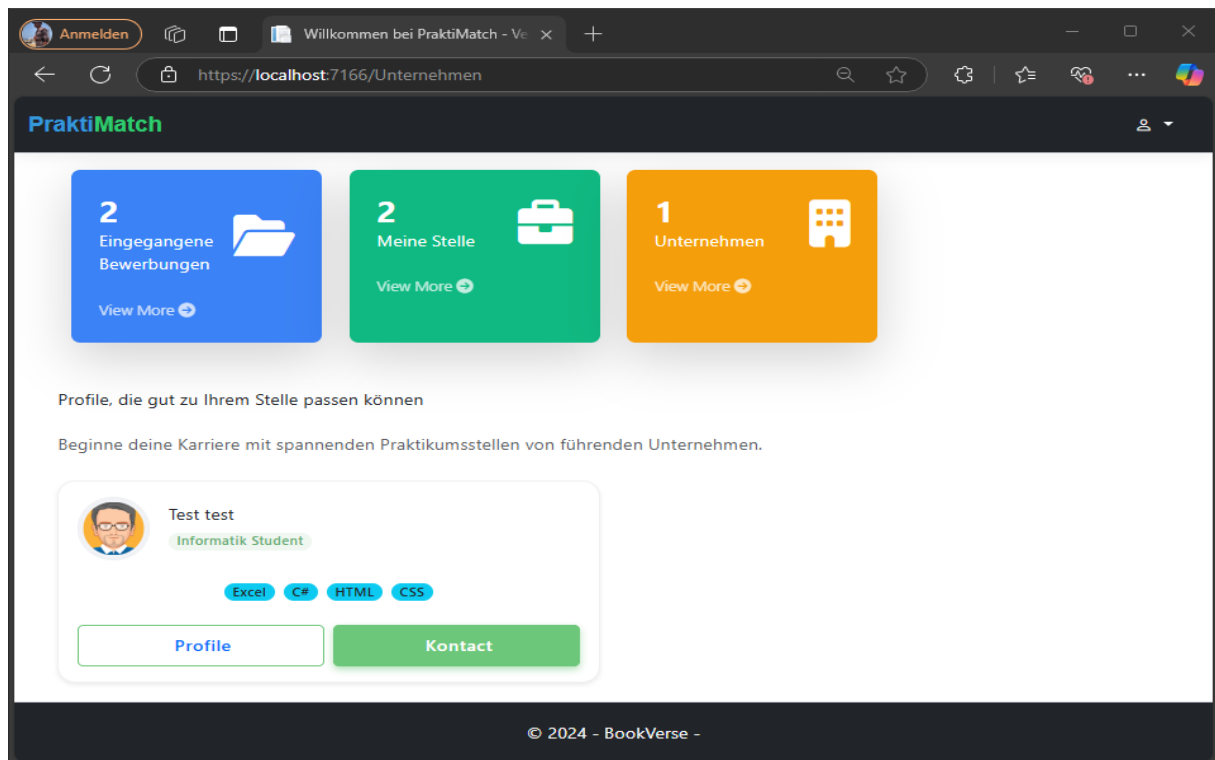 Anmelden
Willkommen bei PraktiMatch - Ve
https://localhost:7166/Unternehmen
PraktiMatch
2
Eingegangene
Bewerbungen
View More
2
Meine Stelle
View More
1
Unternehmen
View More
Profile, die gut zu Ihrem Stelle passen können
Beginne deine Karriere mit spannenden Praktikumsstellen von führenden Unternehmen.
Test test
Informatik Student
Excel C# HTML CSS
Profile Kontact
© 2024 - BookVerse -